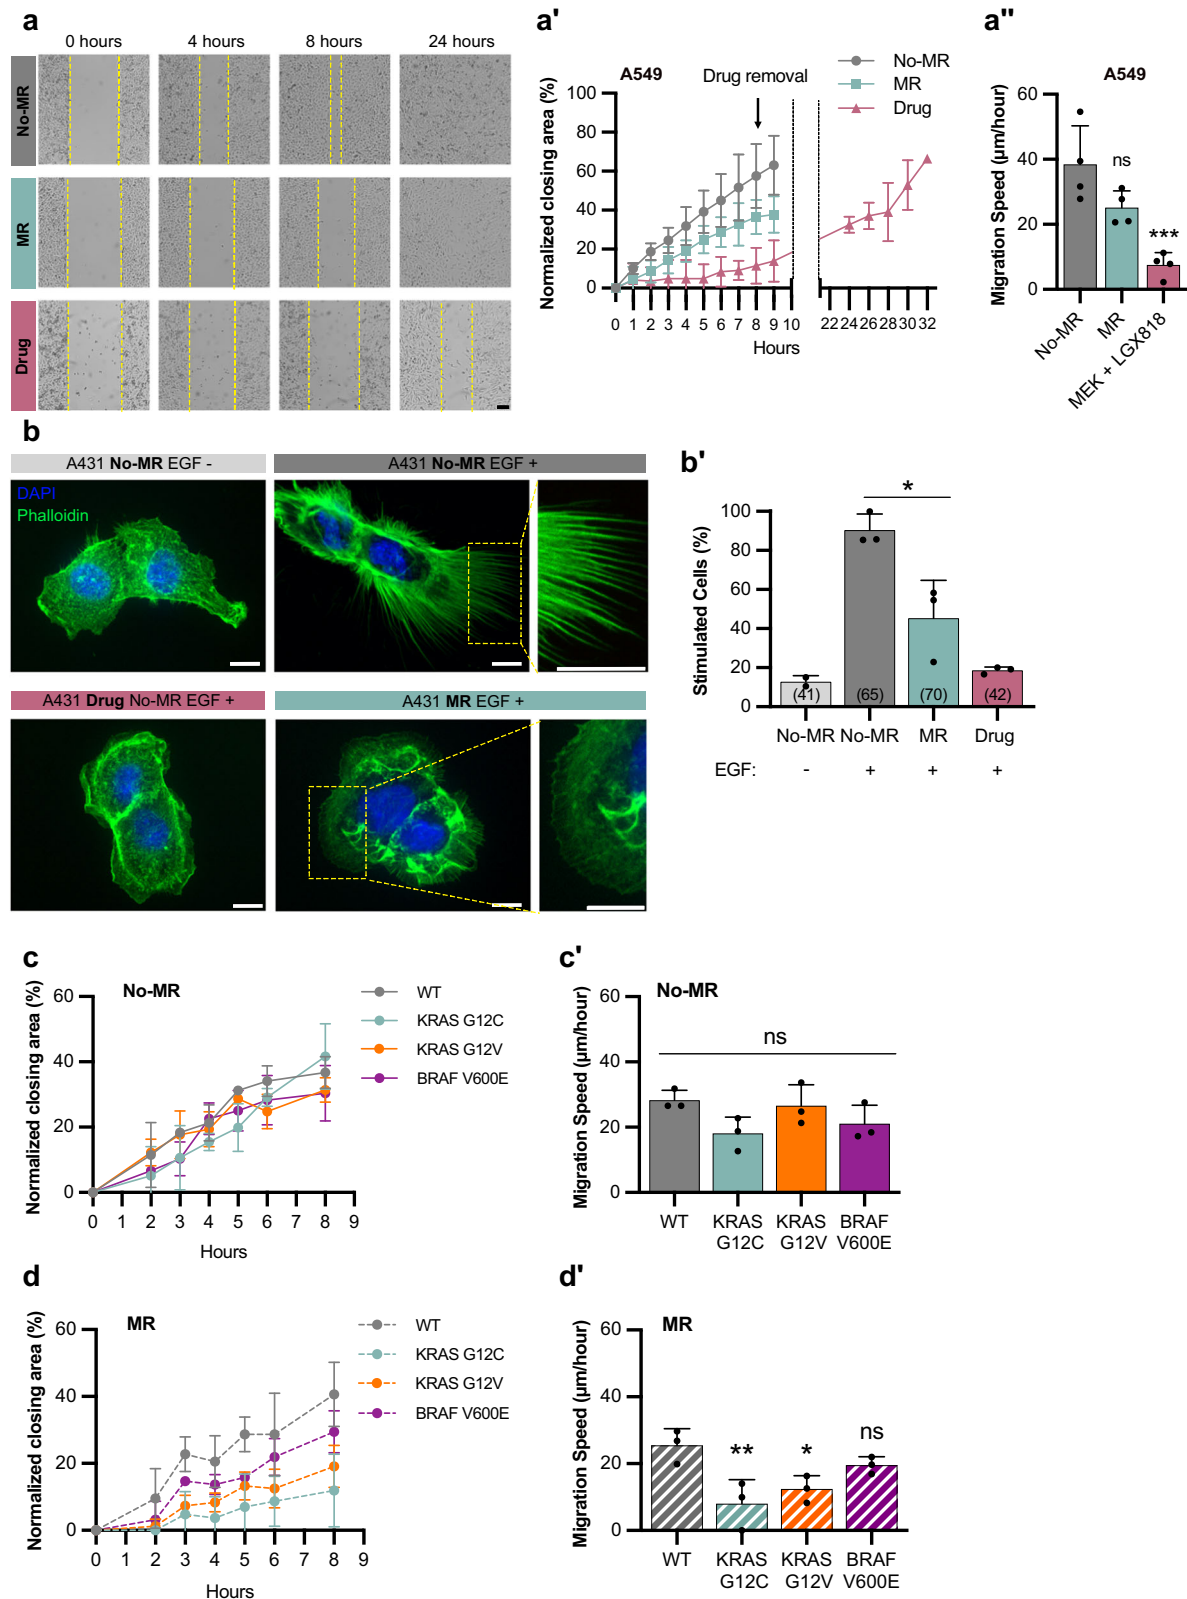 a
0 hours 4 hours 8 hours 24 hours
No-MR
MR
Drug
a'
A549
Drug removal
No-MR
MR
Drug
Normalized closing area (%)
100
80
60
40
20
0
0 1 2 3 4 5 6 7 8 9 10 22 24 26 28 30 32
Hours
a"
A549
Migration Speed (µm/hour)
60
40
20
0
ns
***
No-MR
MR
MEK + LGX818
b
A431 No-MR EGF -
A431 No-MR EGF +
DAPI
Phalloidin
A431 Drug No-MR EGF +
A431 MR EGF +
b'
Stimulated Cells (%)
100
80
60
40
20
0
*
(41) (65) (70) (42)
No-MR No-MR MR Drug
EGF: - + + +
c
No-MR
WT
KRAS G12C
KRAS G12V
BRAF V600E
Normalized closing area (%)
60
40
20
0
0 1 2 3 4 5 6 7 8 9
Hours
c'
No-MR
Migration Speed (µm/hour)
60
40
20
0
ns
WT KRAS KRAS BRAF
G12C G12V V600E
d
MR
WT
KRAS G12C
KRAS G12V
BRAF V600E
Normalized closing area (%)
60
40
20
0
0 1 2 3 4 5 6 7 8 9
Hours
d'
MR
Migration Speed (µm/hour)
60
40
20
0
** * ns
WT KRAS KRAS BRAF
G12C G12V V600E